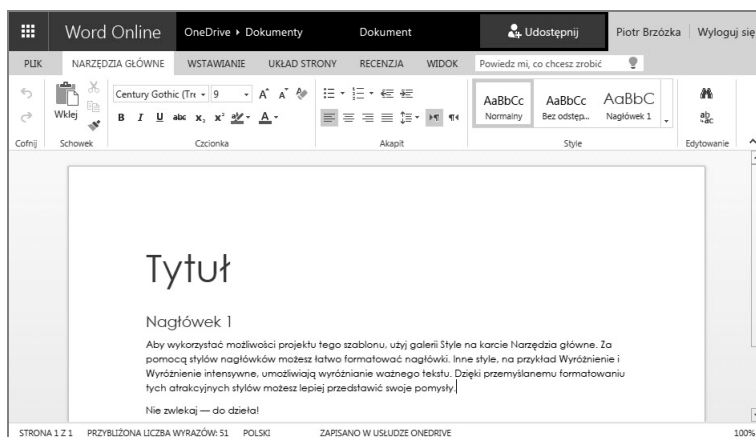 Word Online OneDrive ▸ Dokumenty Dokument Udostępnij Piotr Brzózka Wyloguj się
PLIK NARZĘDZIA GŁÓWNE WSTAWIANIE UKŁAD STRONY RECENZJA WIDOK Powiedz mi, co chcesz zrobić
Wklej Century Gothic (Tre 9 A A AaBbCc AaBbCc AaBbC
B I U abc x₂ x² A Normalny Bez odstęp... Nagłówek 1 ab ac
Cofnij Schowek Czcionka Akapit Style Edytowanie
Tytuł
Nagłówek 1
Aby wykorzystać możliwości projektu tego szablonu, użyj galerii Style na karcie Narzędzia główne. Za
pomocą stylów nagłówków możesz łatwo formatować nagłówki. Inne style, na przykład Wyróżnienie i
Wyróżnienie intensywne, umożliwiają wyróżnianie ważnego tekstu. Dzięki przemyślanemu formatowaniu
tych atrakcyjnych stylów możesz lepiej przedstawić swoje pomysły.
Nie zwlekaj — do dzieła!
STRONA 1 Z 1 PRZYBLIŻONA LICZBA WYRAZÓW: 51 POLSKI ZAPISANO W USŁUDZE ONEDRIVE 100%